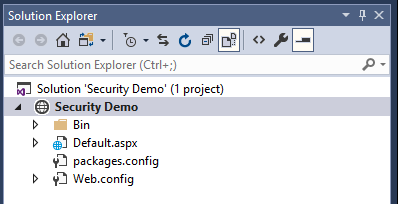 Solution Explorer
Search Solution Explorer (Ctrl+;)
Solution 'Security Demo' (1 project)
Security Demo
Bin
Default.aspx
packages.config
Web.config